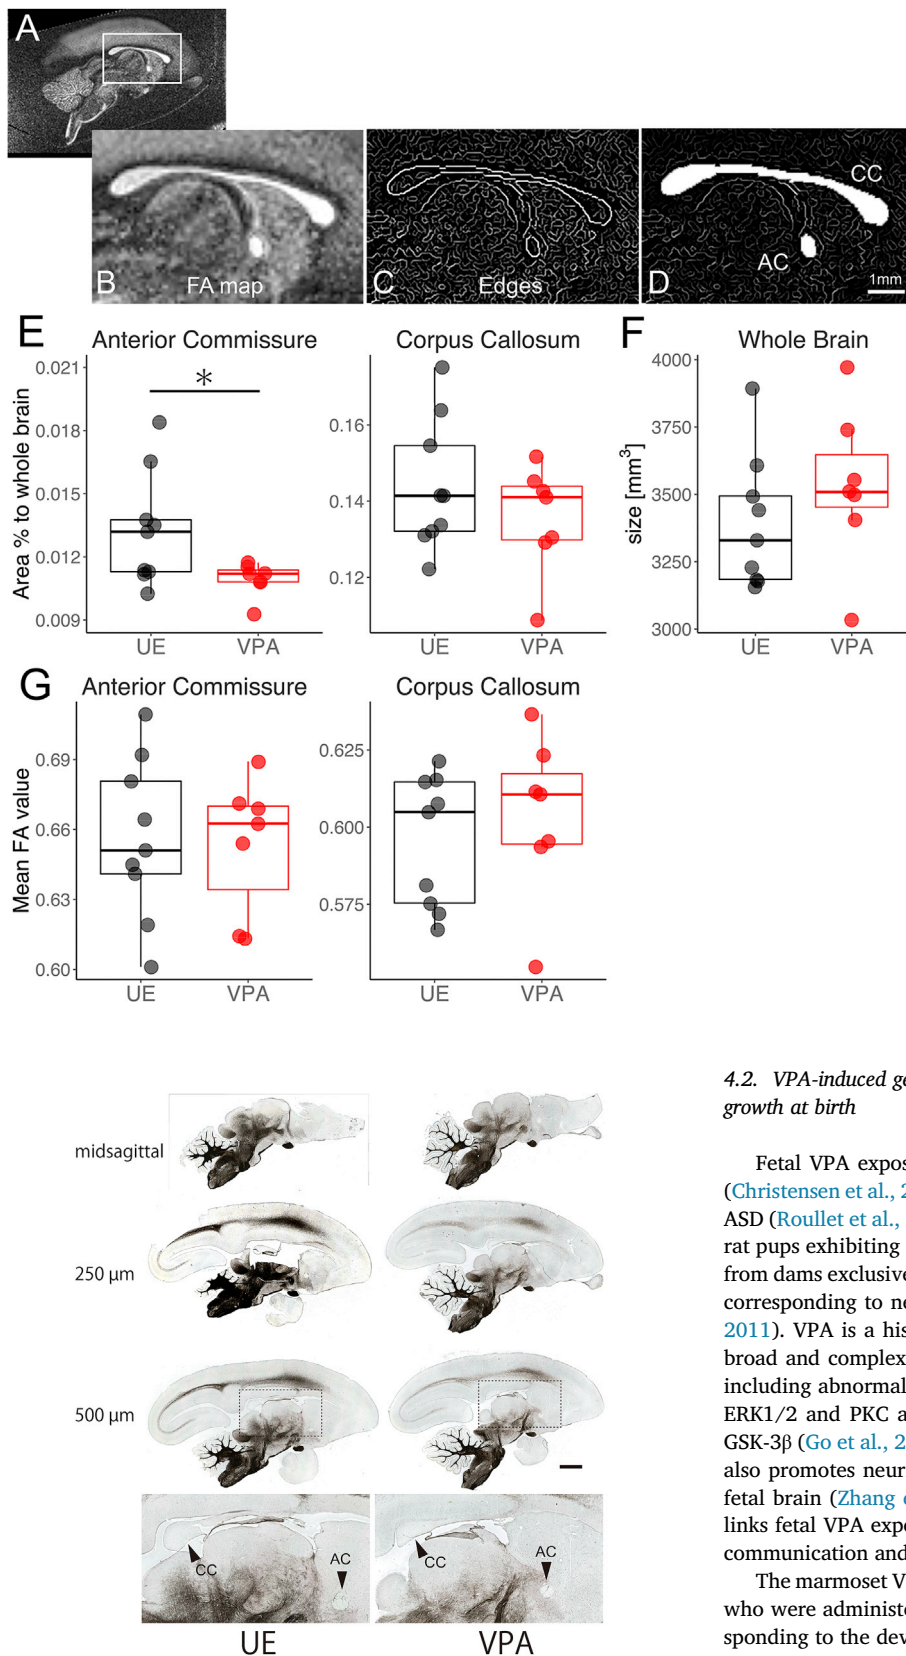 A
B
FA map
C
Edges
D
CC
AC
1mm
E
Anterior Commissure
Corpus Callosum
F
Whole Brain
Area % to whole brain
0.021
0.018
0.015
0.012
0.009
*
UE
VPA
0.16
0.14
0.12
UE
VPA
size [mm³]
4000
3750
3500
3250
3000
UE
VPA
G
Anterior Commissure
Corpus Callosum
Mean FA value
0.69
0.66
0.63
0.60
UE
VPA
0.625
0.600
0.575
UE
VPA
midsagittal
250 μm
500 μm
CC
AC
CC
AC
UE
VPA
4.2. VPA-induced ge
growth at birth
Fetal VPA expos
(Christensen et al., 2
ASD (Roullet et al.,
rat pups exhibiting
from dams exclusive
corresponding to ne
2011). VPA is a his
broad and complex
including abnormal
ERK1/2 and PKC a
GSK-3β (Go et al., 2
also promotes neur
fetal brain (Zhang e
links fetal VPA expo
communication and
The marmoset V
who were administe
sponding to the dev